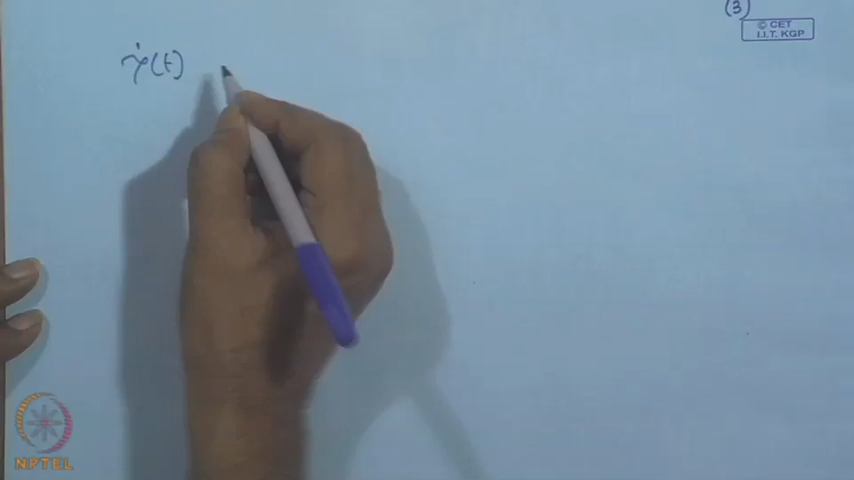 (3)
© CET
I.I.T. KGP
γ̇(t)
NPTEL